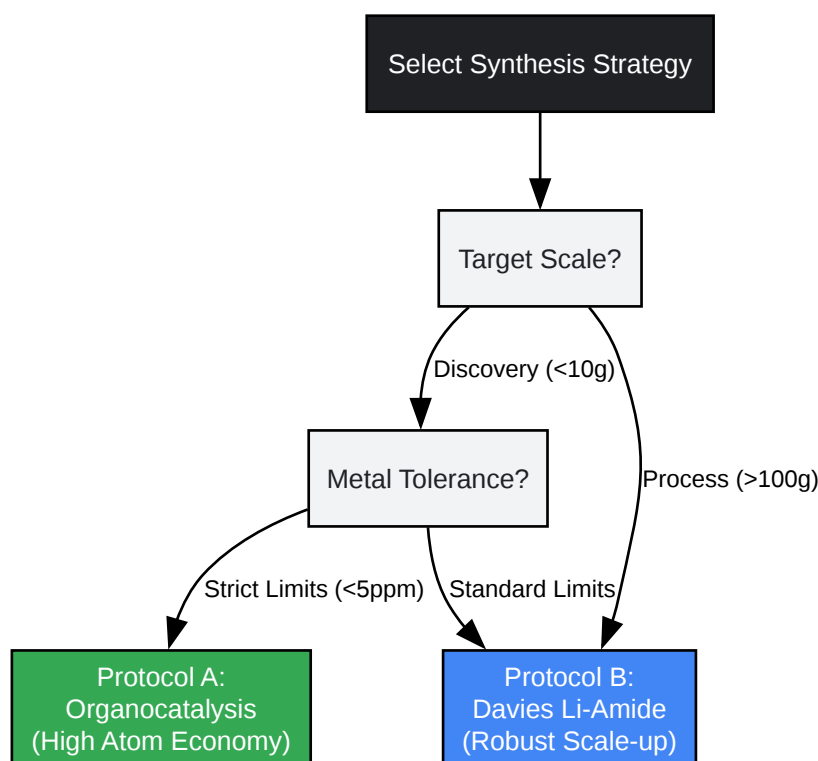 Select Synthesis Strategy
Target Scale?
Discovery (<10g)
Metal Tolerance?
Process (>100g)
Strict Limits (<5ppm)
Standard Limits
Protocol A:
Organocatalysis
(High Atom Economy)
Protocol B:
Davies Li-Amide
(Robust Scale-up)